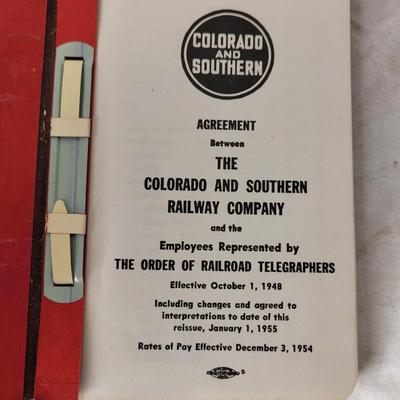 COLORADO
AND
SOUTHERN
AGREEMENT
Between
THE
COLORADO AND SOUTHERN
RAILWAY COMPANY
and the
Employees Represented by
THE ORDER OF RAILROAD TELEGRAPHERS
Effective October 1, 1948
Including changes and agreed to
interpretations to date of this
reissue, January 1, 1955
Rates of Pay Effective December 3, 1954